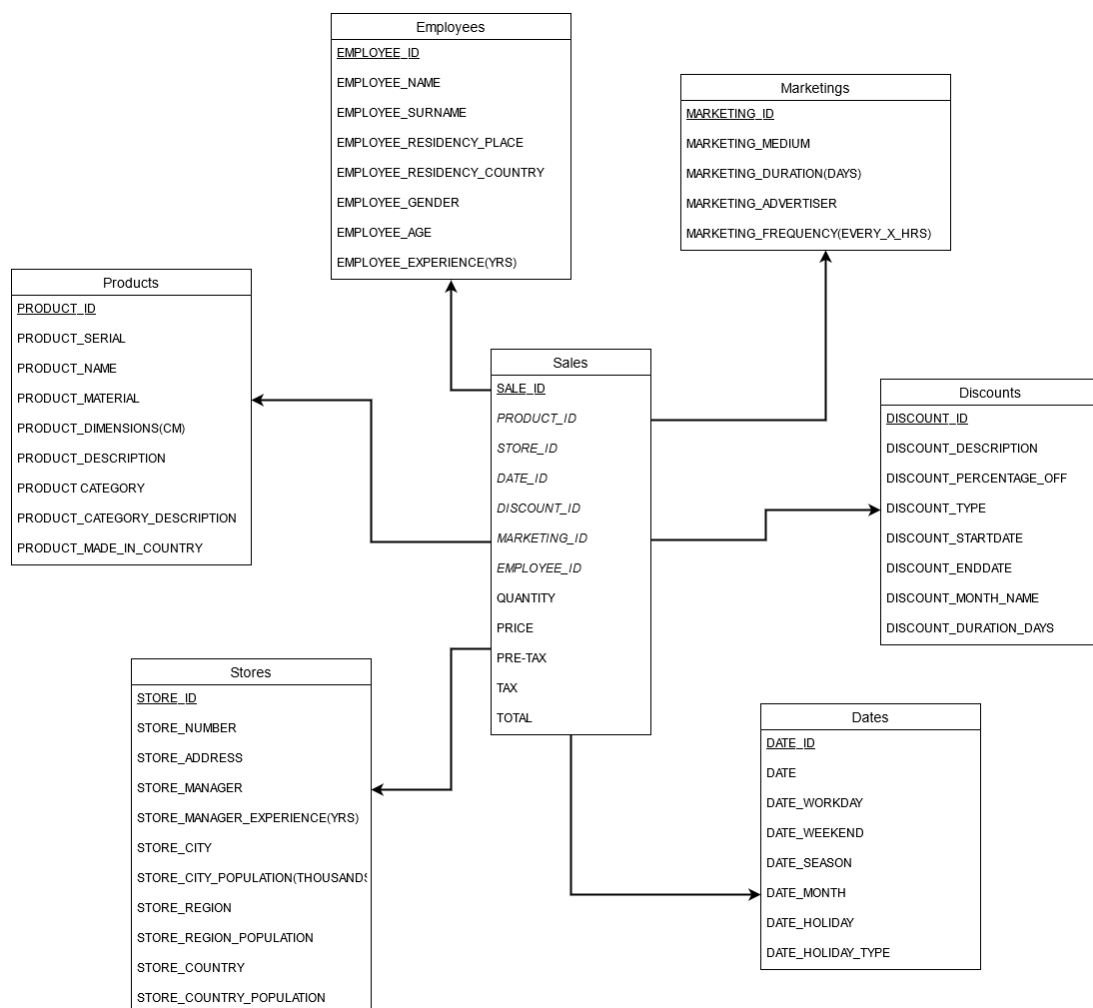 Employees
EMPLOYEE_ID
EMPLOYEE_NAME
EMPLOYEE_SURNAME
EMPLOYEE_RESIDENCY_PLACE
EMPLOYEE_RESIDENCY_COUNTRY
EMPLOYEE_GENDER
EMPLOYEE_AGE
EMPLOYEE_EXPERIENCE(YRS)
Marketings
MARKETING_ID
MARKETING_MEDIUM
MARKETING_DURATION(DAYS)
MARKETING_ADVERTISER
MARKETING_FREQUENCY(EVERY_X_HRS)
Products
PRODUCT_ID
PRODUCT_SERIAL
PRODUCT_NAME
PRODUCT_MATERIAL
PRODUCT_DIMENSIONS(CM)
PRODUCT_DESCRIPTION
PRODUCT CATEGORY
PRODUCT_CATEGORY_DESCRIPTION
PRODUCT_MADE_IN_COUNTRY
Sales
SALE_ID
PRODUCT_ID
STORE_ID
DATE_ID
DISCOUNT_ID
MARKETING_ID
EMPLOYEE_ID
QUANTITY
PRICE
PRE-TAX
TAX
TOTAL
Discounts
DISCOUNT_ID
DISCOUNT_DESCRIPTION
DISCOUNT_PERCENTAGE_OFF
DISCOUNT_TYPE
DISCOUNT_STARTDATE
DISCOUNT_ENDDATE
DISCOUNT_MONTH_NAME
DISCOUNT_DURATION_DAYS
Stores
STORE_ID
STORE_NUMBER
STORE_ADDRESS
STORE_MANAGER
STORE_MANAGER_EXPERIENCE(YRS)
STORE_CITY
STORE_CITY_POPULATION(THOUSANDS
STORE_REGION
STORE_REGION_POPULATION
STORE_COUNTRY
STORE_COUNTRY_POPULATION
Dates
DATE_ID
DATE
DATE_WORKDAY
DATE_WEEKEND
DATE_SEASON
DATE_MONTH
DATE_HOLIDAY
DATE_HOLIDAY_TYPE